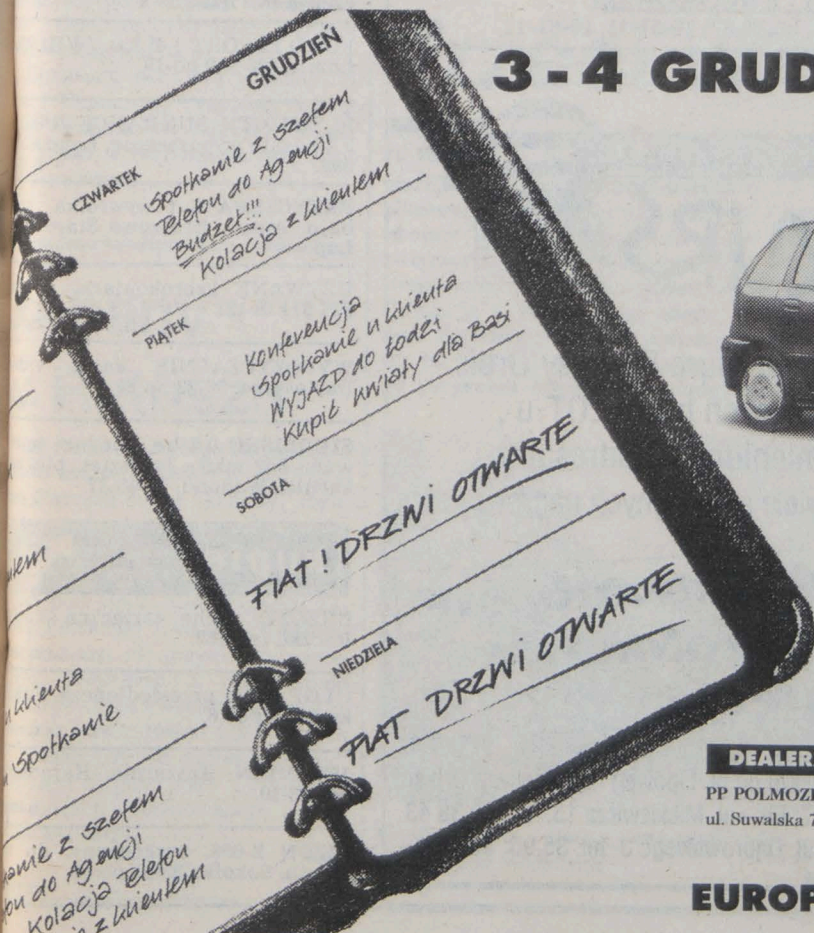 3 - 4 GRUD
GRUDZIEŃ
CZWARTEK
Spotkanie z szefem
Telefon do Agencji
Budżet!!!
Kolacja z klientem
PIĄTEK
Konferencja
Spotkanie u klienta
WYJAZD do Łodzi
Kupić kwiaty dla Basi
SOBOTA
FIAT! DRZWI OTWARTE
NIEDZIELA
FIAT DRZWI OTWARTE
u klienta
Spotkanie
z szefem
do Agencji
Kolacja Telefon
z klientem
DEALER
PP POLMOZB
ul. Suwalska 7
EUROP